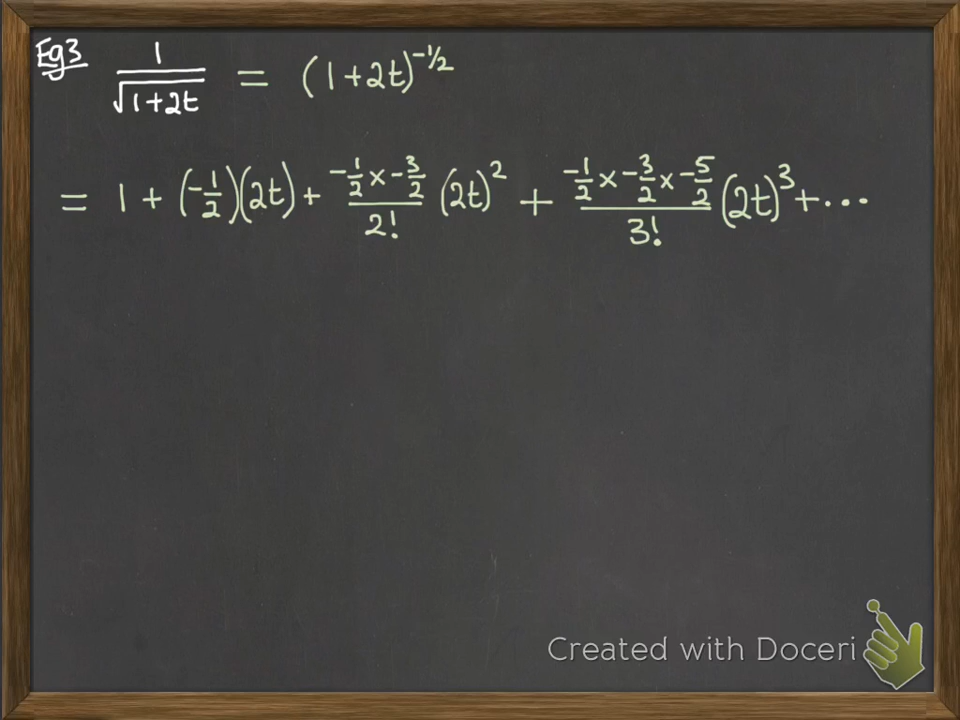 Eg3 1/√(1+2t) = (1+2t)^-1/2
= 1 + (-1/2)(2t) + (-1/2 × -3/2)/2! (2t)^2 + (-1/2 × -3/2 × -5/2)/3! (2t)^3 + ...
Created with Doceri